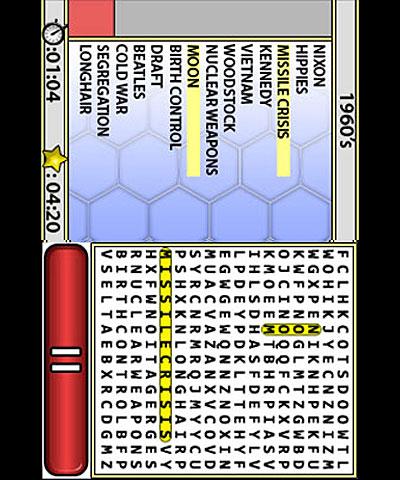 1960's
NIXON
HIPPIES
MISSILE CRISIS
KENNEDY
VIETNAM
WOODSTOCK
NUCLEAR WEAPONS
MOON
BIRTH CONTROL
DRAFT
BEATLES
COLD WAR
SEGREGATION
LONGHAIR
:01:04
: 04:20
F C L H K C O T S D O O W T L
W O H I K J Y E C N Z N I Z M
W G X P E N I K N H P E K F U
K W F P N O G L M T Z G W B D
O J C I N O Q Q F C K X V R P
K M O E E M T B H R P I A S V
M U A C V A Z A N X V C O V D
S Y R C N R M R Q J M Y Y C U
P S H X N N L O N G H A I R P
M I S S I L E C R I S I S V Y
H X F W N O I T A G E R G E S
R N U C L E A R W E A P O N S
B I R T H C O N T R O L B F P
V S E L T A E B X R C D G M Z